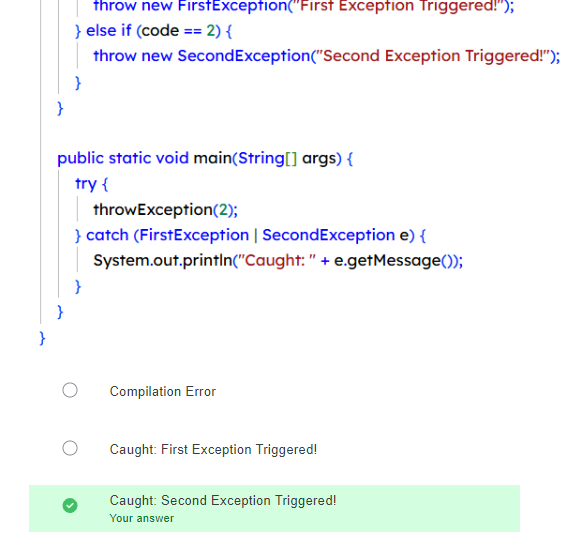 throw new FirstException("First Exception Triggered!");
} else if (code == 2) {
throw new SecondException("Second Exception Triggered!");
}
}
public static void main(String[] args) {
try {
throwException(2);
} catch (FirstException | SecondException e) {
System.out.println("Caught: " + e.getMessage());
}
}
}
Compilation Error
Caught: First Exception Triggered!
Caught: Second Exception Triggered!
Your answer